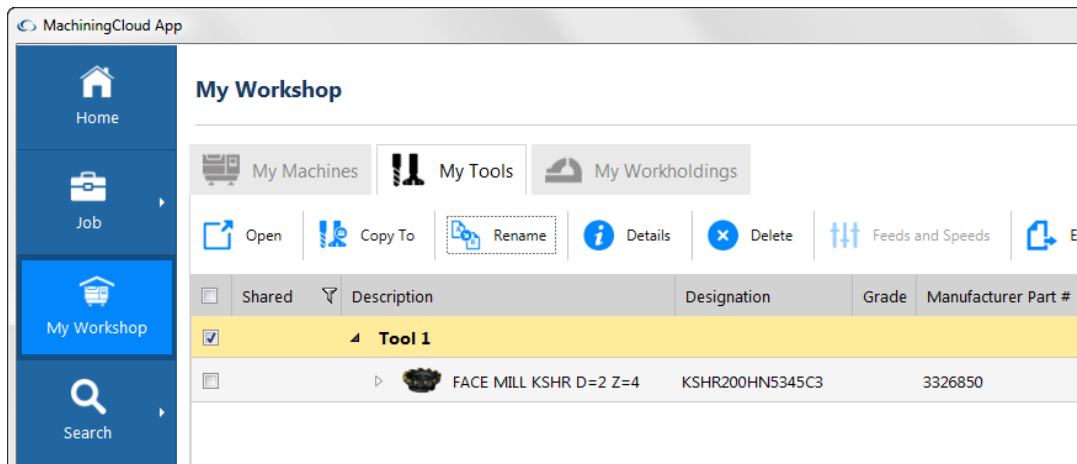 MachiningCloud App
Home
Job
My Workshop
Search
My Workshop
My Machines My Tools My Workholdings
Open Copy To Rename Details Delete Feeds and Speeds
Shared Description Designation Grade Manufacturer Part #
Tool 1
FACE MILL KSHR D=2 Z=4 KSHR200HN5345C3 3326850